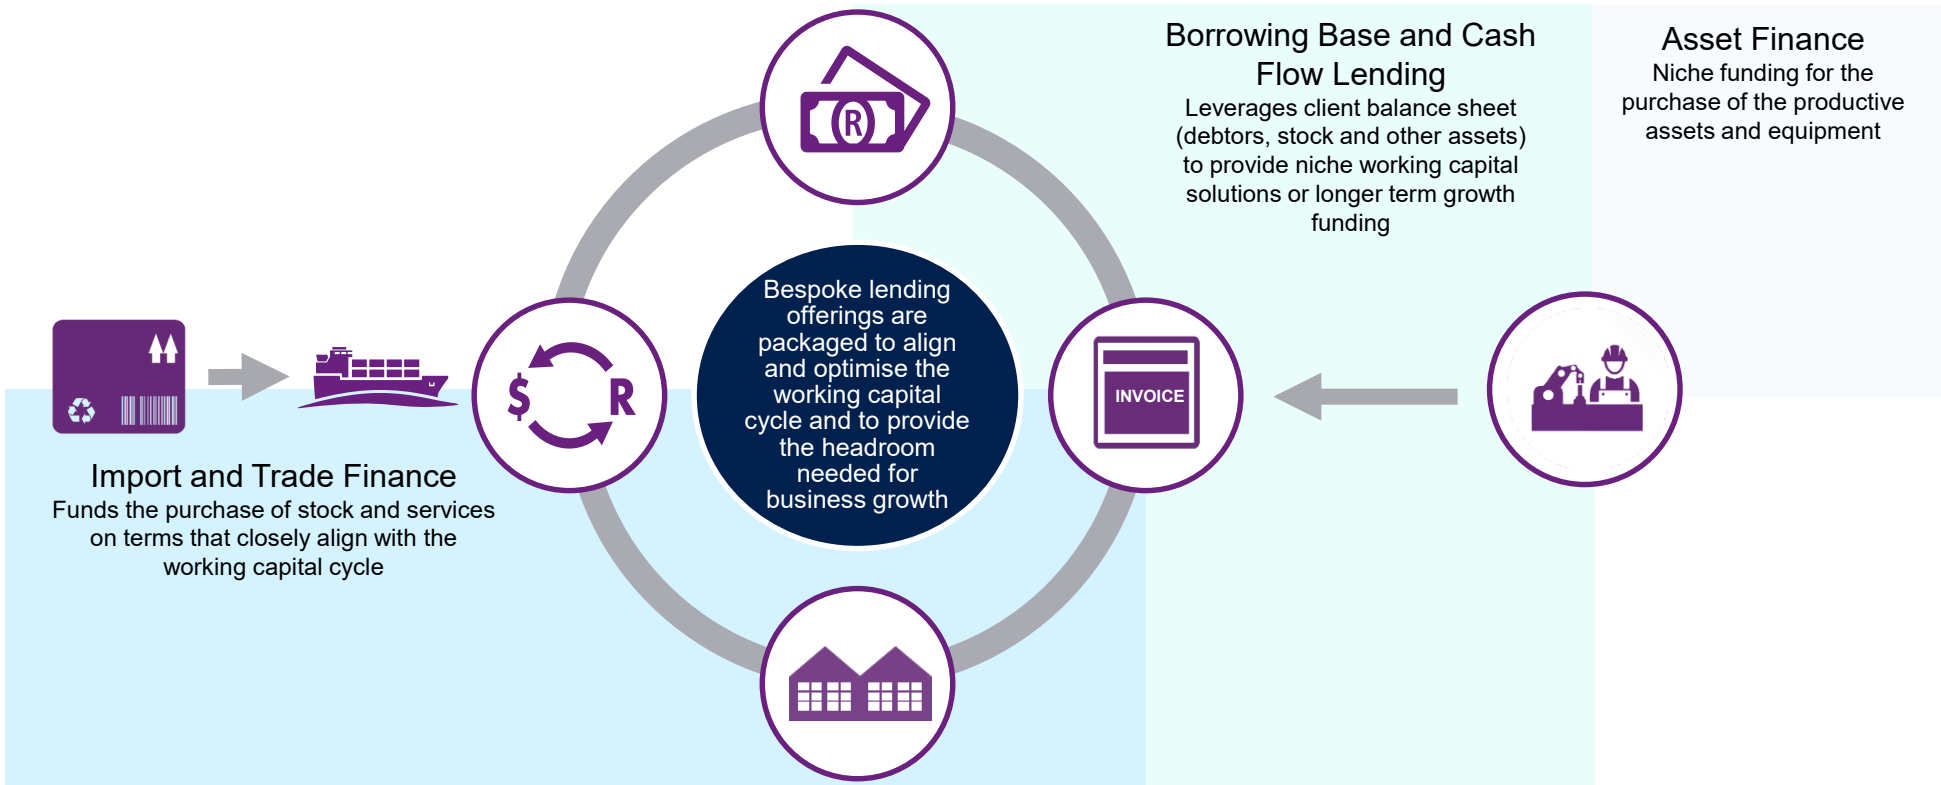 Borrowing Base and Cash
Flow Lending
Leverages client balance sheet
(debtors, stock and other assets)
to provide niche working capital
solutions or longer term growth
funding
Asset Finance
Niche funding for the
purchase of the productive
assets and equipment
R
Bespoke lending
offerings are
packaged to align
and optimise the
working capital
cycle and to provide
the headroom
needed for
business growth
$ R
INVOICE
Import and Trade Finance
Funds the purchase of stock and services
on terms that closely align with the
working capital cycle